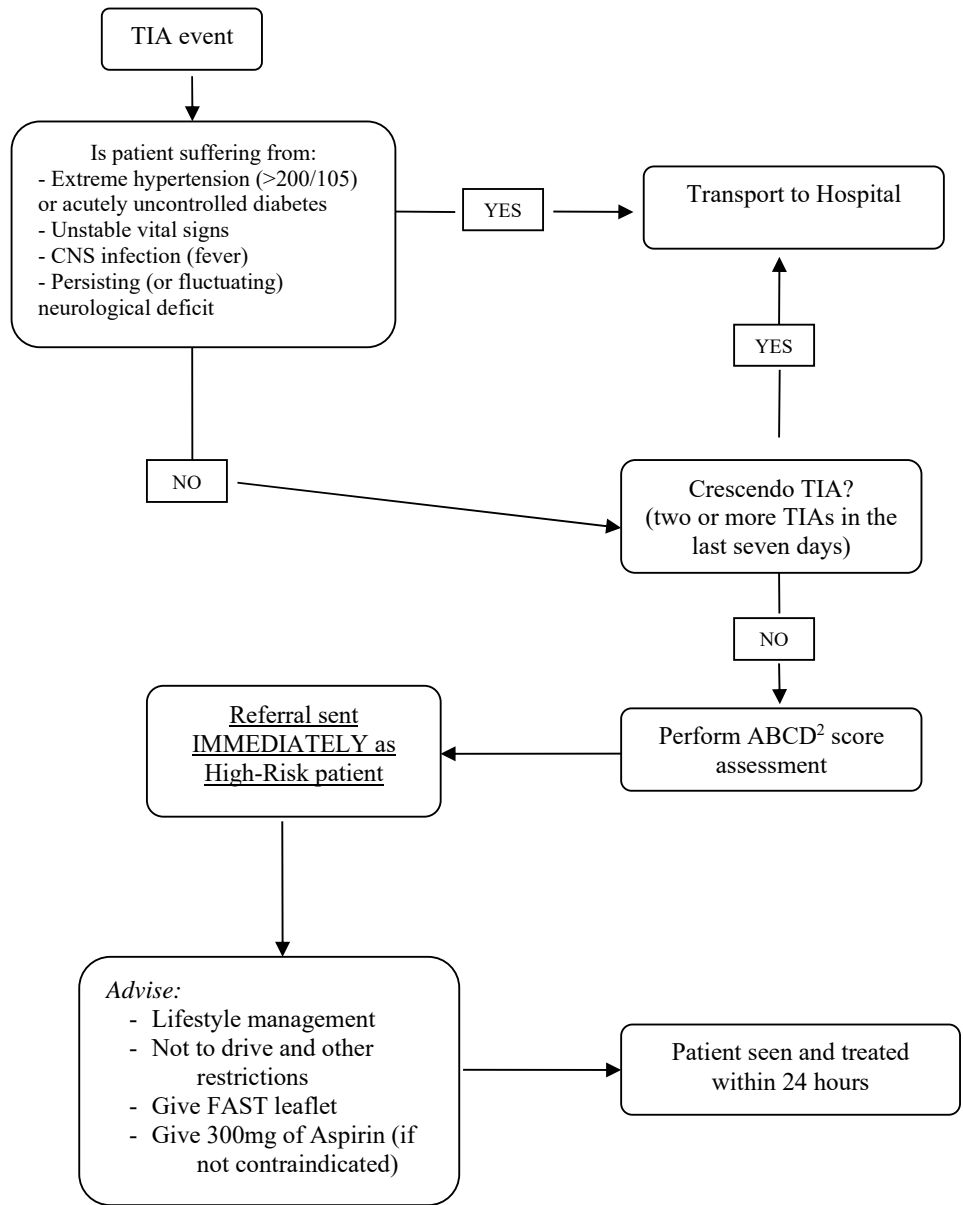 TIA event
Is patient suffering from:
- Extreme hypertension (>200/105)
or acutely uncontrolled diabetes
- Unstable vital signs
- CNS infection (fever)
- Persisting (or fluctuating)
neurological deficit
YES
Transport to Hospital
YES
NO
Crescendo TIA?
(two or more TIAs in the
last seven days)
NO
Perform ABCD² score
assessment
Referral sent
IMMEDIATELY as
High-Risk patient
Advise:
- Lifestyle management
- Not to drive and other
restrictions
- Give FAST leaflet
- Give 300mg of Aspirin (if
not contraindicated)
Patient seen and treated
within 24 hours